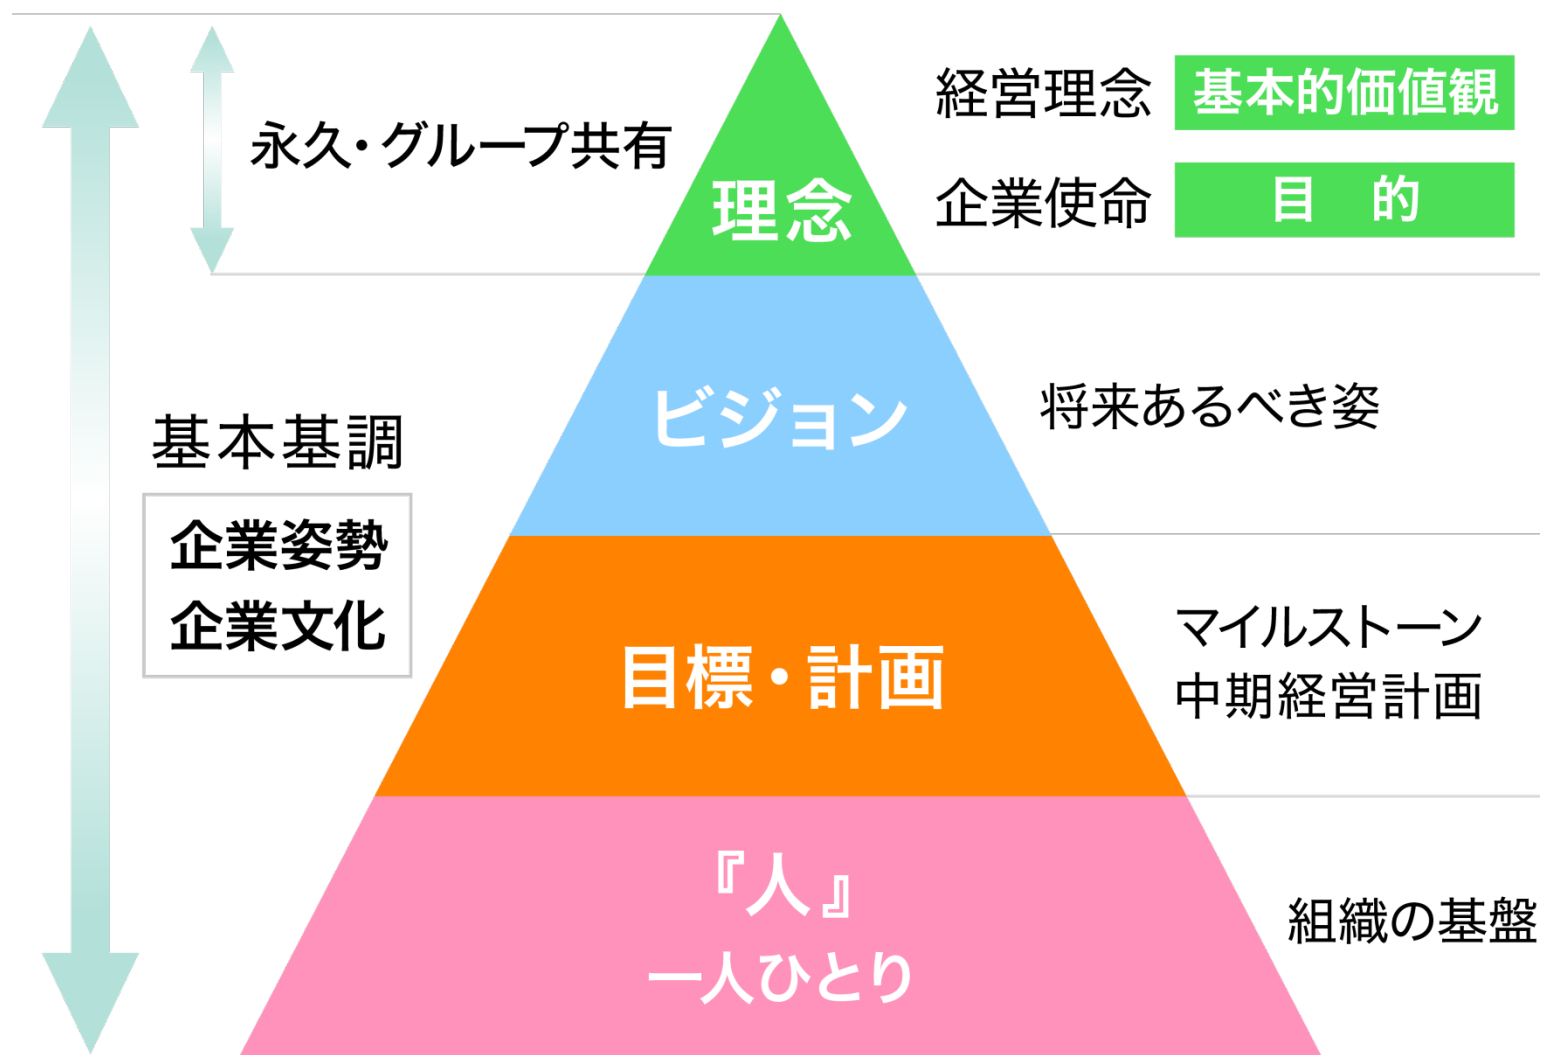 永久・グループ共有
経営理念 基本的価値観
企業使命 目 的
理念
ビジョン
将来あるべき姿
基本基調
企業姿勢
企業文化
目標・計画
マイルストーン
中期経営計画
『人』
一人ひとり
組織の基盤